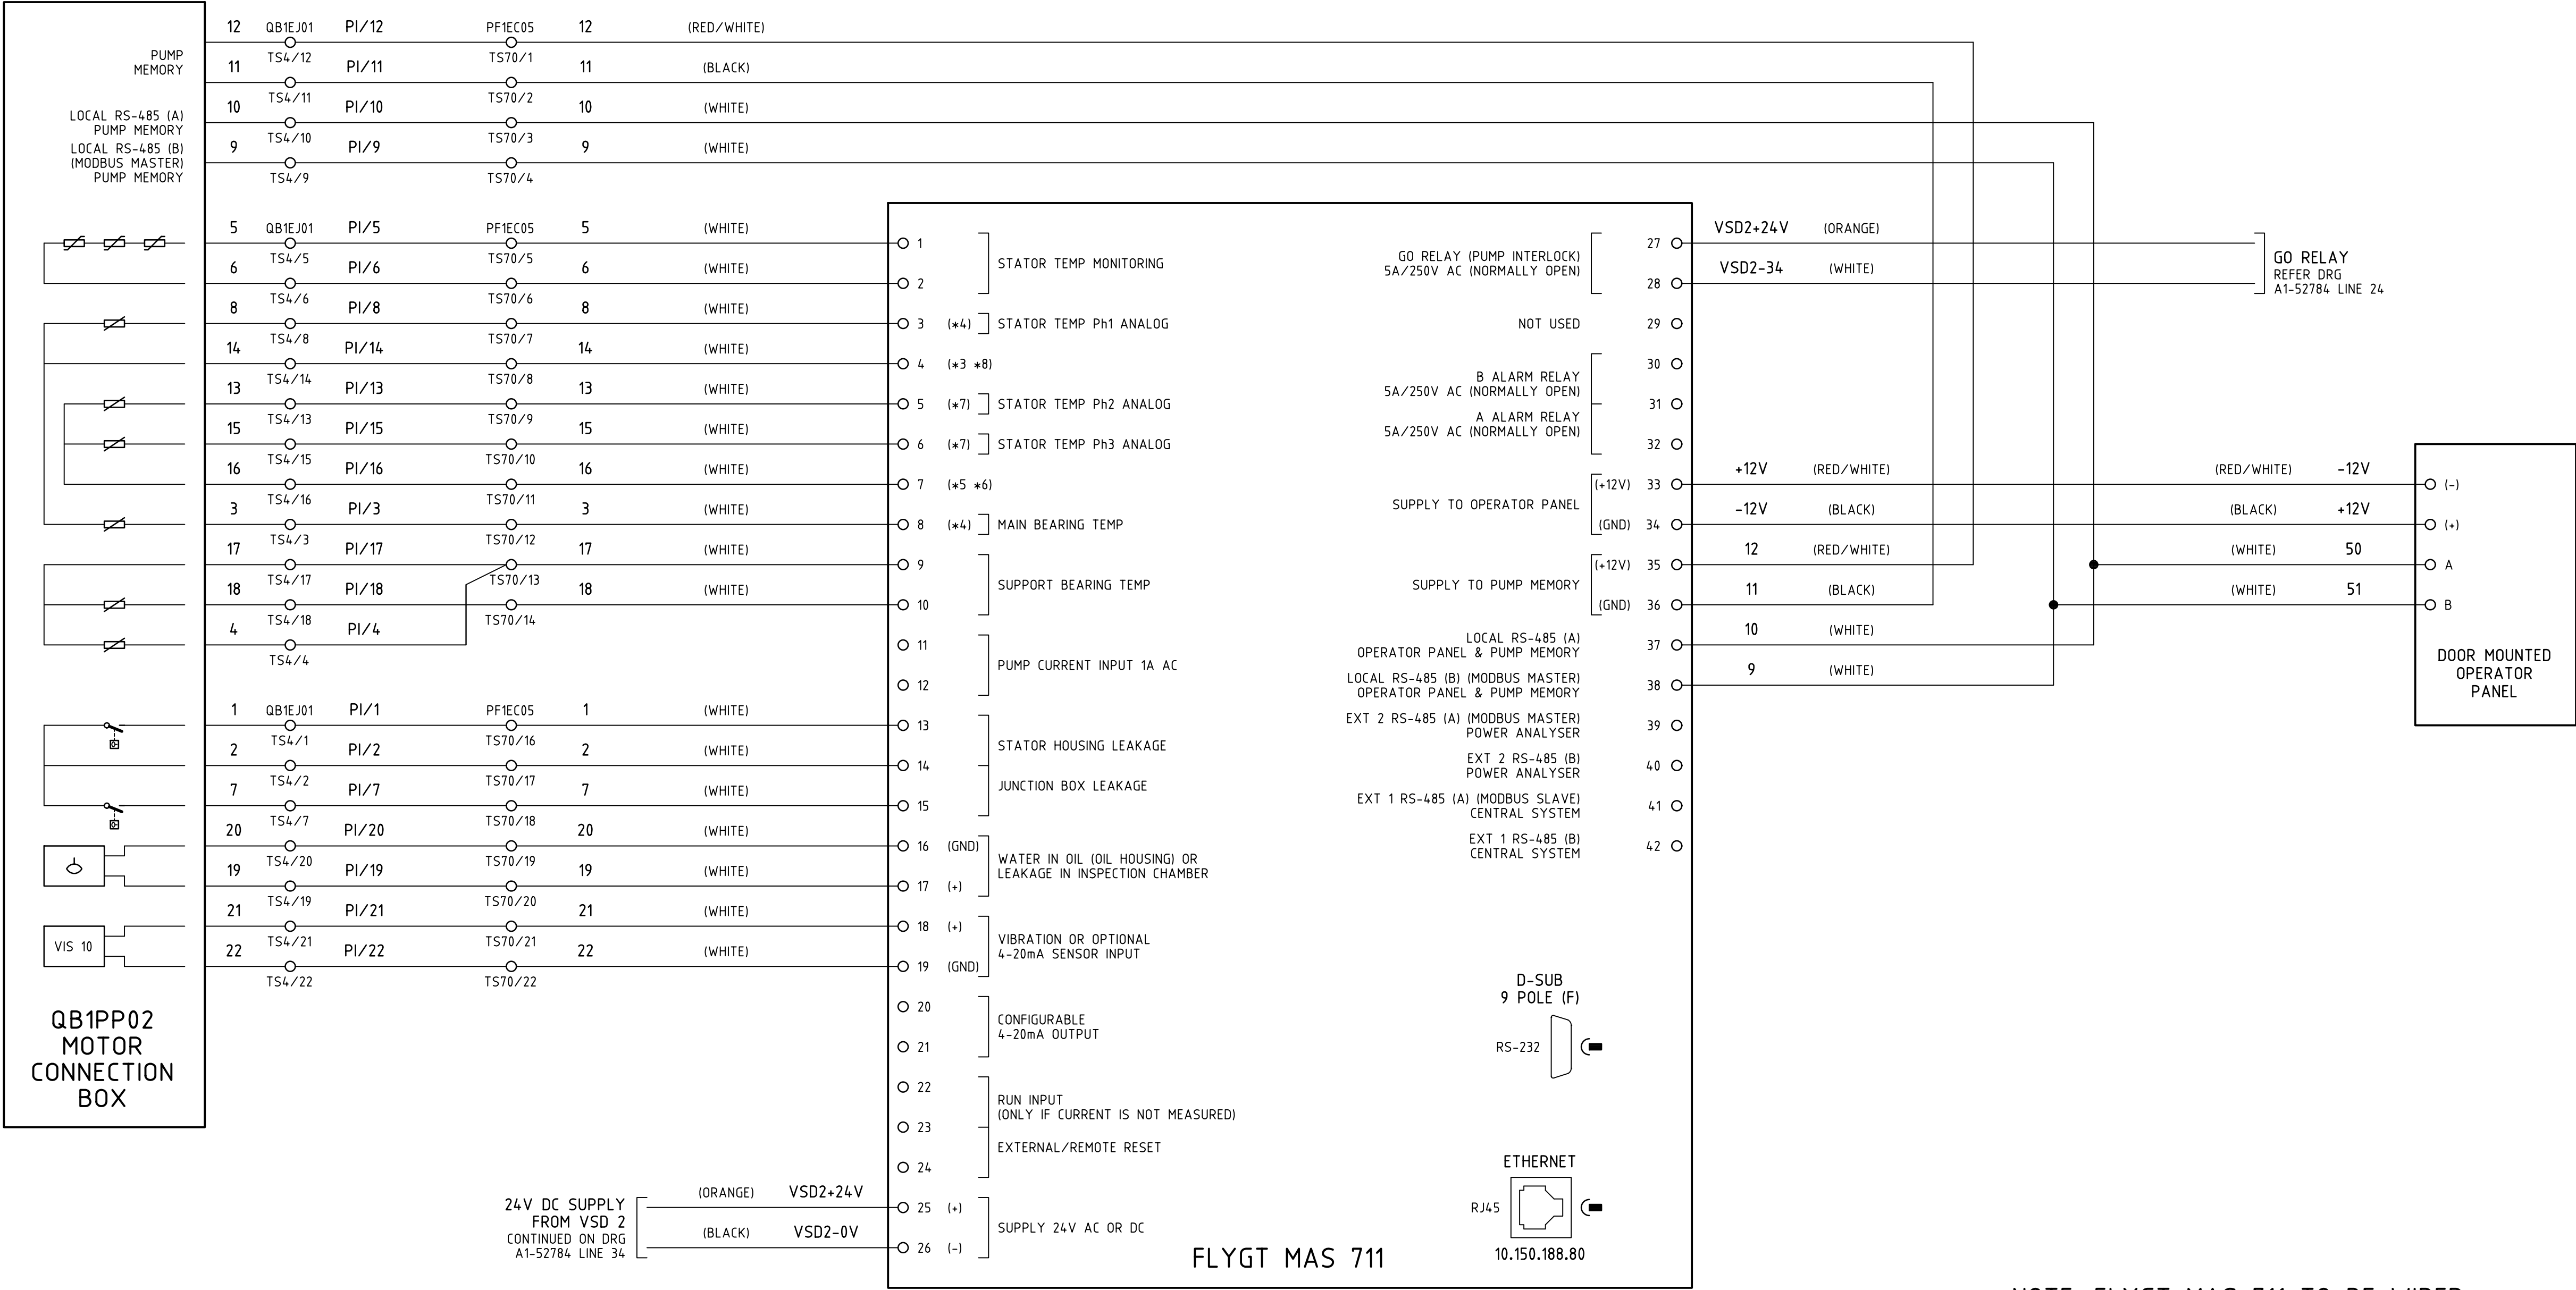 12 QB1EJ01 PI/12 PF1EC05 12 (RED/WHITE)
PUMP
MEMORY
TS4/12 TS70/1
11 PI/11 11 (BLACK)
TS4/11 TS70/2
10 PI/10 10 (WHITE)
LOCAL RS-485 (A)
PUMP MEMORY
TS4/10 TS70/3
LOCAL RS-485 (B)
(MODBUS MASTER)
PUMP MEMORY
9 PI/9 9 (WHITE)
TS4/9 TS70/4
5 QB1EJ01 PI/5 PF1EC05 5 (WHITE)
TS4/5 TS70/5
6 PI/6 6 (WHITE)
TS4/6 TS70/6
8 PI/8 8 (WHITE)
TS4/8 TS70/7
14 PI/14 14 (WHITE)
TS4/14 TS70/8
13 PI/13 13 (WHITE)
TS4/13 TS70/9
15 PI/15 15 (WHITE)
TS4/15 TS70/10
16 PI/16 16 (WHITE)
TS4/16 TS70/11
3 PI/3 3 (WHITE)
TS4/3 TS70/12
17 PI/17 17 (WHITE)
TS4/17 TS70/13
18 PI/18 18 (WHITE)
TS4/18 TS70/14
4 PI/4
TS4/4
1 QB1EJ01 PI/1 PF1EC05 1 (WHITE)
TS4/1 TS70/16
2 PI/2 2 (WHITE)
TS4/2 TS70/17
7 PI/7 7 (WHITE)
TS4/7 TS70/18
20 PI/20 20 (WHITE)
TS4/20 TS70/19
19 PI/19 19 (WHITE)
TS4/19 TS70/20
21 PI/21 21 (WHITE)
TS4/21 TS70/21
VIS 10
22 PI/22 22 (WHITE)
TS4/22 TS70/22
QB1PP02
MOTOR
CONNECTION
BOX
24V DC SUPPLY
FROM VSD 2
CONTINUED ON DRG
A1-52784 LINE 34
(ORANGE) VSD2+24V
(BLACK) VSD2-0V
1
2
STATOR TEMP MONITORING
3 (*4) STATOR TEMP Ph1 ANALOG
4 (*3 *8)
5 (*7) STATOR TEMP Ph2 ANALOG
6 (*7) STATOR TEMP Ph3 ANALOG
7 (*5 *6)
8 (*4) MAIN BEARING TEMP
9
SUPPORT BEARING TEMP
10
11
PUMP CURRENT INPUT 1A AC
12
13
STATOR HOUSING LEAKAGE
14
JUNCTION BOX LEAKAGE
15
16 (GND)
WATER IN OIL (OIL HOUSING) OR
LEAKAGE IN INSPECTION CHAMBER
17 (+)
18 (+)
VIBRATION OR OPTIONAL
4-20mA SENSOR INPUT
19 (GND)
20
CONFIGURABLE
4-20mA OUTPUT
21
22
RUN INPUT
(ONLY IF CURRENT IS NOT MEASURED)
23
EXTERNAL/REMOTE RESET
24
25 (+)
SUPPLY 24V AC OR DC
26 (-)
FLYGT MAS 711
GO RELAY (PUMP INTERLOCK)
5A/250V AC (NORMALLY OPEN)
27
28
NOT USED 29
30
B ALARM RELAY
5A/250V AC (NORMALLY OPEN)
31
A ALARM RELAY
5A/250V AC (NORMALLY OPEN)
32
(+12V) 33
SUPPLY TO OPERATOR PANEL
(GND) 34
(+12V) 35
SUPPLY TO PUMP MEMORY
(GND) 36
LOCAL RS-485 (A)
OPERATOR PANEL & PUMP MEMORY
37
LOCAL RS-485 (B) (MODBUS MASTER)
OPERATOR PANEL & PUMP MEMORY
38
EXT 2 RS-485 (A) (MODBUS MASTER)
POWER ANALYSER
39
EXT 2 RS-485 (B)
POWER ANALYSER
40
EXT 1 RS-485 (A) (MODBUS SLAVE)
CENTRAL SYSTEM
41
EXT 1 RS-485 (B)
CENTRAL SYSTEM
42
D-SUB
9 POLE (F)
RS-232
ETHERNET
RJ45
10.150.188.80
VSD2+24V (ORANGE)
VSD2-34 (WHITE)
GO RELAY
REFER DRG
A1-52784 LINE 24
+12V (RED/WHITE)
-12V (BLACK)
12 (RED/WHITE)
11 (BLACK)
10 (WHITE)
9 (WHITE)
(RED/WHITE) -12V (-)
(BLACK) +12V (+)
(WHITE) 50 A
(WHITE) 51 B
DOOR MOUNTED
OPERATOR
PANEL
NOTE FLYGT MAS 711 TO BE WIRED